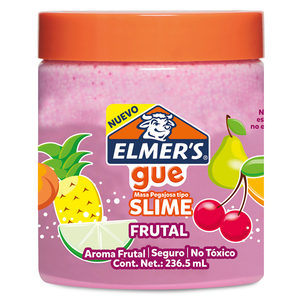 NUEVO
ELMER'S
gue
Masa Pegajosa tipo
SLIME
FRUTAL
Aroma Frutal | Seguro | No Tóxico
Cont. Net.: 236.5 mL